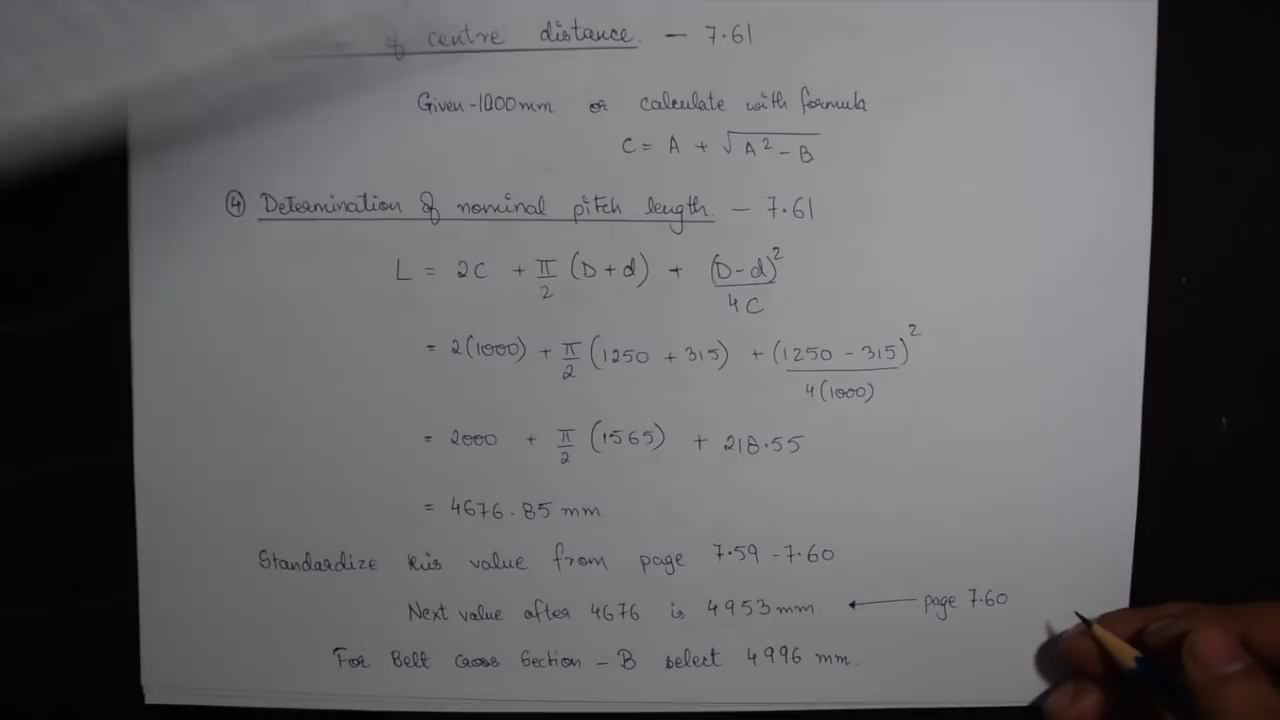 of centre distance. - 7.61
Given - 1000mm or calculate with formula
C = A + √(A² - B)
④ Determination of nominal pitch length. - 7.61
L = 2C + π/2 (D + d) + (D-d)²/4C
= 2(1000) + π/2 (1250 + 315) + (1250 - 315)²/4(1000)
= 2000 + π/2 (1565) + 218.55
= 4676.85 mm
Standardize this value from page 7.59 - 7.60
Next value after 4676 is 4953 mm. ← page 7.60
For Belt Cross Section - B select 4996 mm.